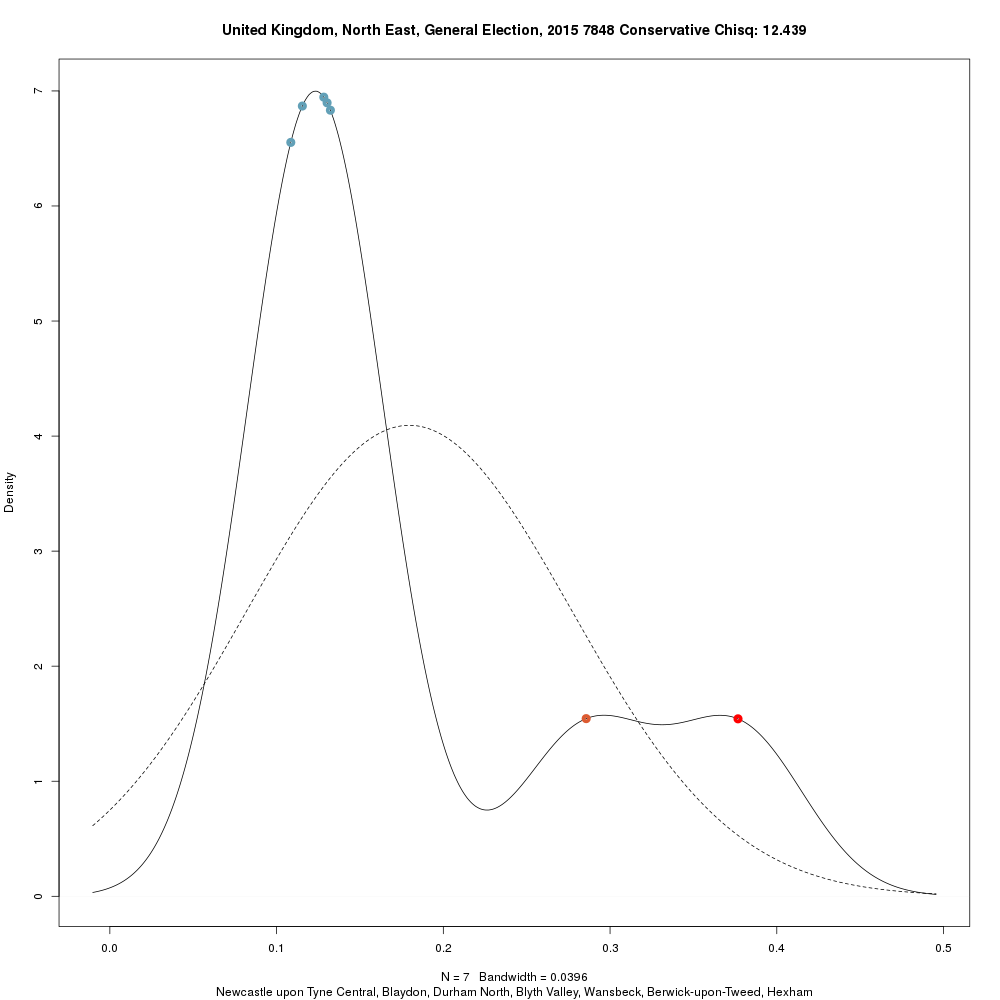 United Kingdom, North East, General Election, 2015 7848 Conservative Chisq: 12.439
7
6
5
4
3
2
1
0
Density
0.0 0.1 0.2 0.3 0.4 0.5
N = 7 Bandwidth = 0.0396
Newcastle upon Tyne Central, Blaydon, Durham North, Blyth Valley, Wansbeck, Berwick-upon-Tweed, Hexham